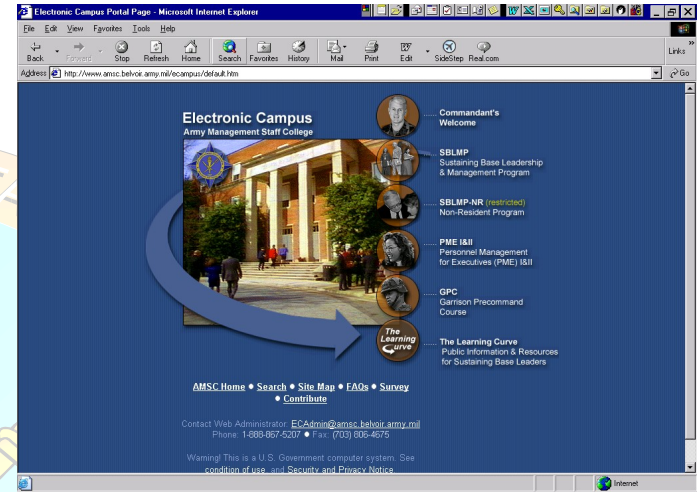 Electronic Campus Portal Page - Microsoft Internet Explorer
File Edit View Favorites Tools Help
Back Forward Stop Refresh Home Search Favorites History Mail Print Edit SideStep Real.com
Links
Address http://www.amsc.belvoir.army.mil/ecampus/default.htm Go
Electronic Campus
Army Management Staff College
Commandant's
Welcome
SBLMP
Sustaining Base Leadership
& Management Program
SBLMP-NR (restricted)
Non-Resident Program
PME I&II
Personnel Management
for Executives (PME) I&II
GPC
Garrison Precommand
Course
The
Learning
Curve
The Learning Curve
Public Information & Resources
for Sustaining Base Leaders
AMSC Home • Search • Site Map • FAQs • Survey
• Contribute
Contact Web Administrator: ECAdmin@amsc.belvoir.army.mil
Phone: 1-888-867-5207 • Fax: (703) 806-4675
Warning! This is a U.S. Government computer system. See
condition of use. and Security and Privacy Notice
Internet